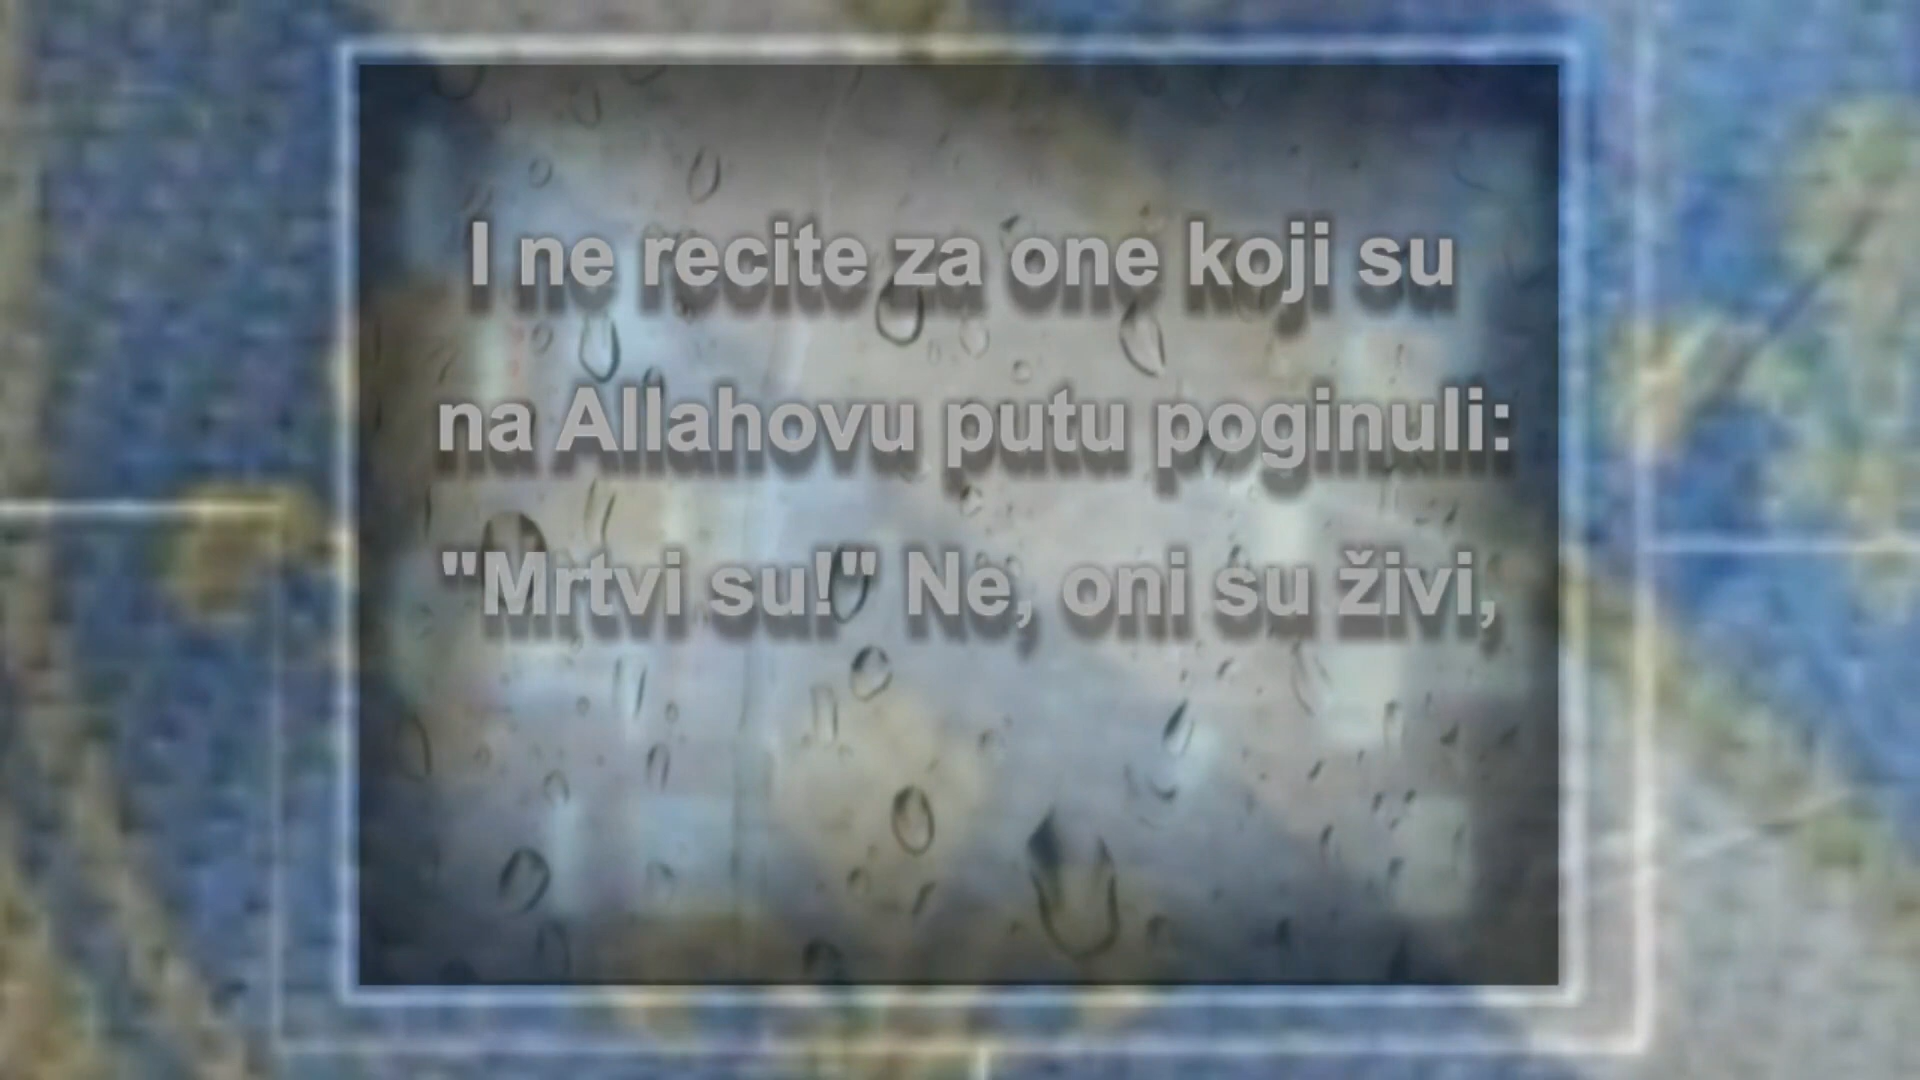 I ne recite za one koji su
na Allahovu putu poginuli:
"Mrtvi su!" Ne, oni su živi,